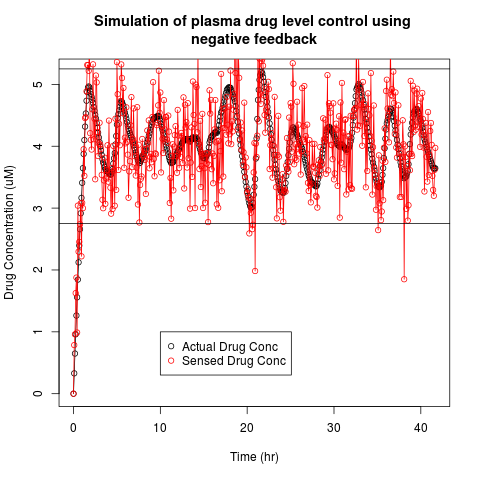 Simulation of plasma drug level control using
negative feedback
Drug Concentration (uM)
5
4
3
2
1
0
Actual Drug Conc
Sensed Drug Conc
0 10 20 30 40
Time (hr)